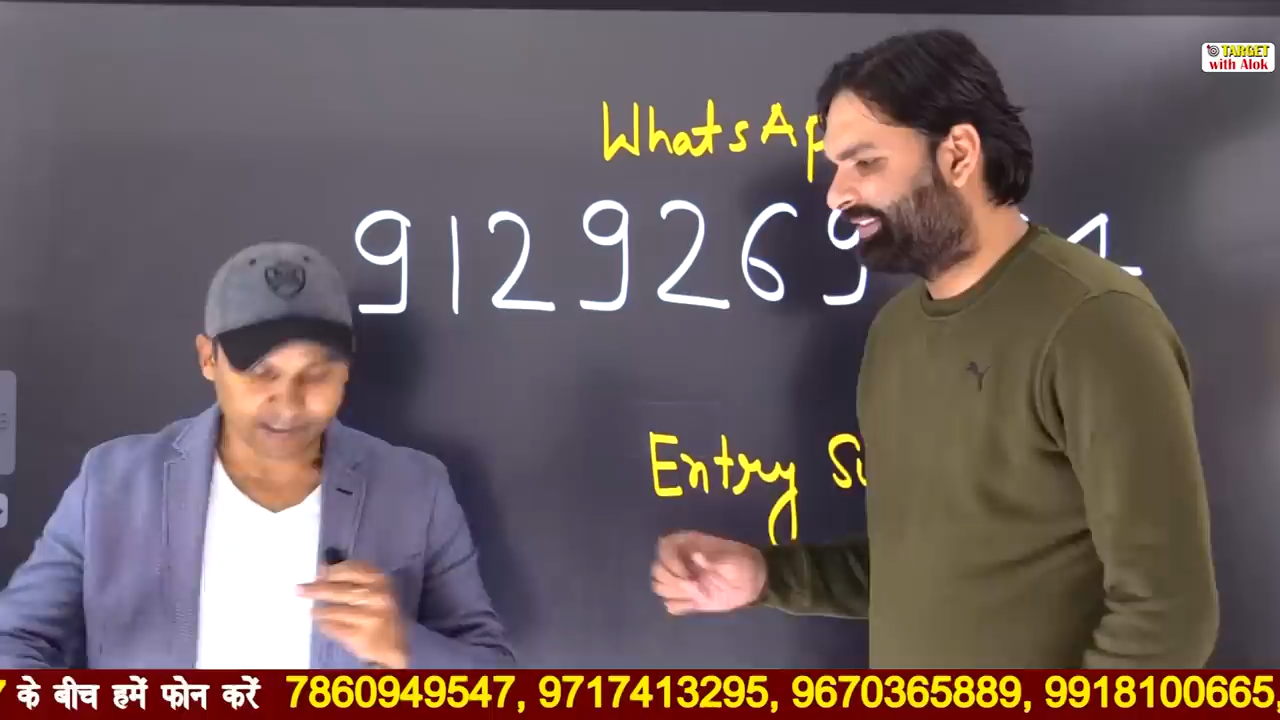 TARGET
with Alok
WhatsAp
9129269
Entry
के बीच हमें फोन करें 7860949547, 9717413295, 9670365889, 9918100665,